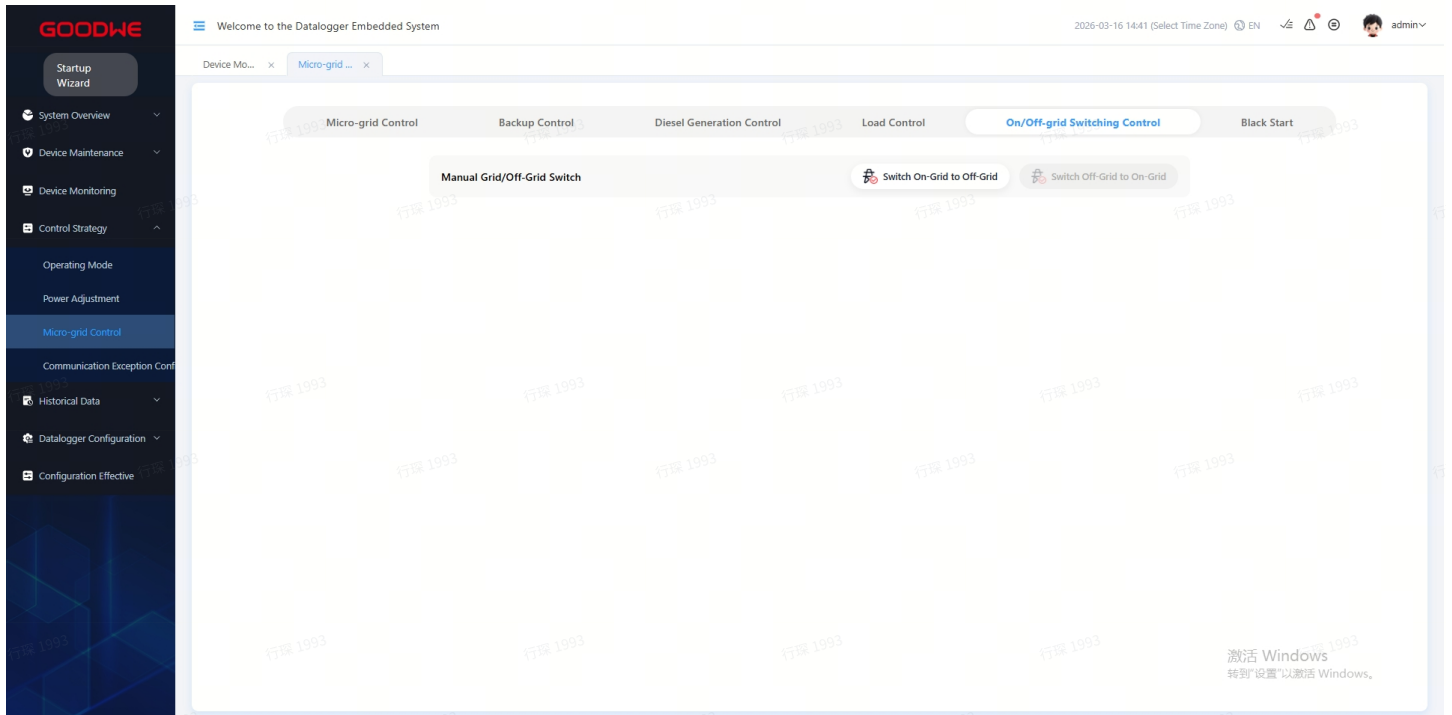 GOODWE
Welcome to the Datalogger Embedded System
2026-03-16 14:41 (Select Time Zone) EN
admin
Startup
Wizard
Device Mo... ×
Micro-grid ... ×
System Overview
Device Maintenance
Device Monitoring
Control Strategy
Operating Mode
Power Adjustment
Micro-grid Control
Communication Exception Conf
Historical Data
Datalogger Configuration
Configuration Effective
Micro-grid Control
Backup Control
Diesel Generation Control
Load Control
On/Off-grid Switching Control
Black Start
Manual Grid/Off-Grid Switch
Switch On-Grid to Off-Grid
Switch Off-Grid to On-Grid
行琛 1993
激活 Windows
转到"设置"以激活 Windows。